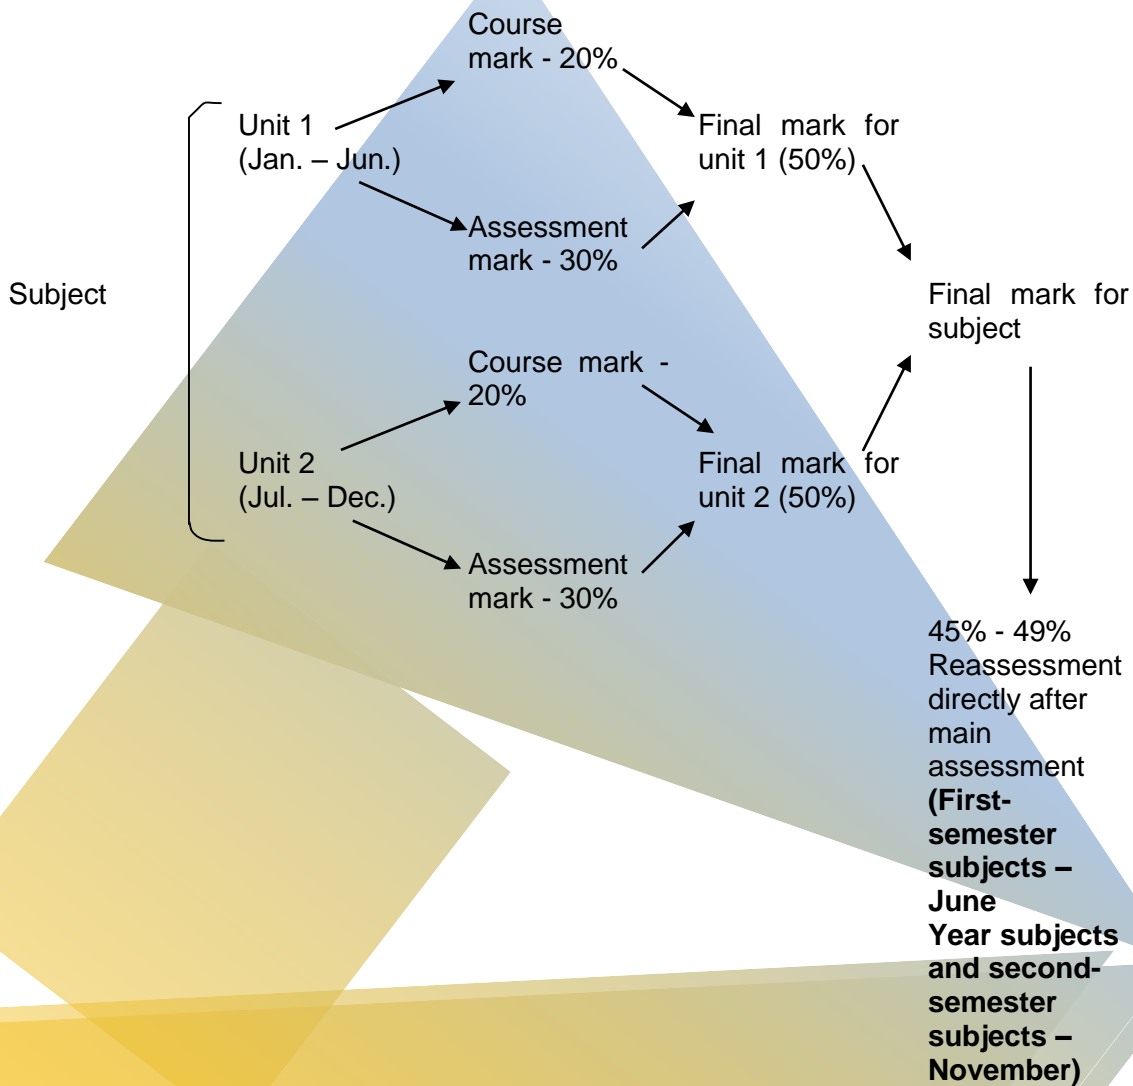 Course
mark - 20%
Unit 1
(Jan. – Jun.)
Final mark for
unit 1 (50%)
Assessment
mark - 30%
Subject
Final mark for
subject
Course mark -
20%
Unit 2
(Jul. – Dec.)
Final mark for
unit 2 (50%)
Assessment
mark - 30%
45% - 49%
Reassessment
directly after
main
assessment
(First-
semester
subjects –
June
Year subjects
and second-
semester
subjects –
November)